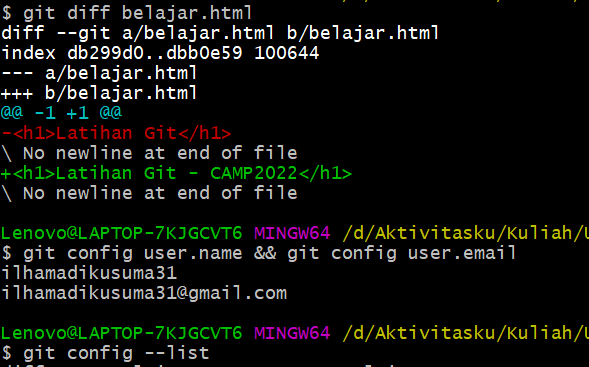 $ git diff belajar.html
diff --git a/belajar.html b/belajar.html
index db299d0..dbb0e59 100644
--- a/belajar.html
+++ b/belajar.html
@@ -1 +1 @@
-<h1>Latihan Git</h1>
\ No newline at end of file
+<h1>Latihan Git - CAMP2022</h1>
\ No newline at end of file
Lenovo@LAPTOP-7KJGCVT6 MINGW64 /d/Aktivitasku/Kuliah/
$ git config user.name && git config user.email
ilhamadikusuma31
ilhamadikusuma31@gmail.com
Lenovo@LAPTOP-7KJGCVT6 MINGW64 /d/Aktivitasku/Kuliah/
$ git config --list